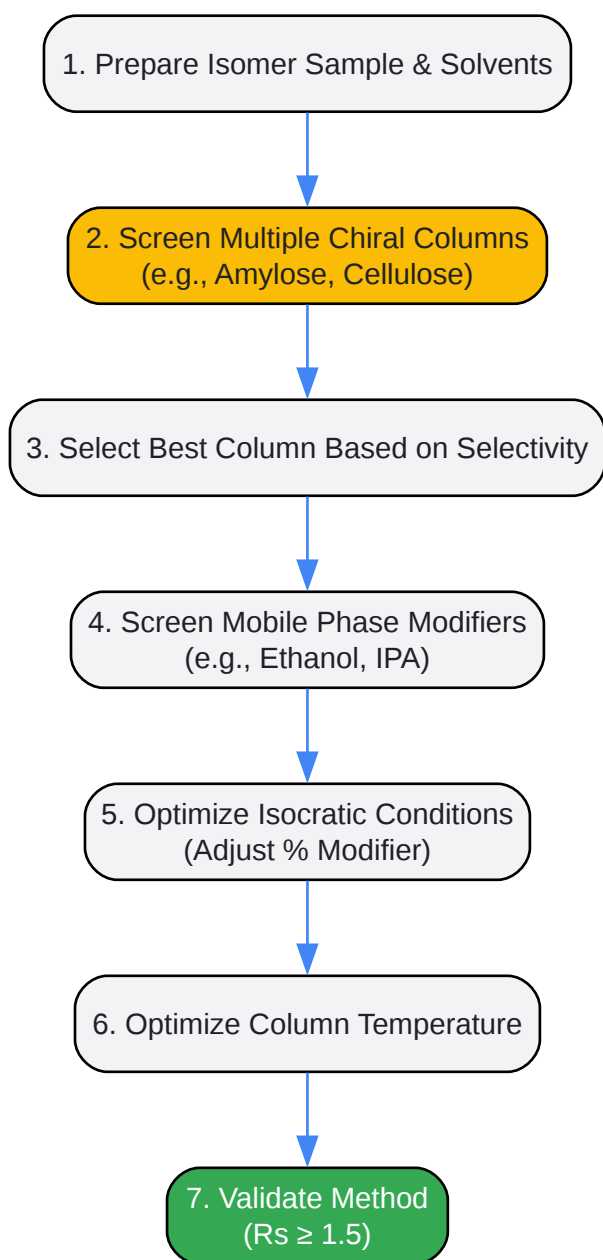 1. Prepare Isomer Sample & Solvents
2. Screen Multiple Chiral Columns
(e.g., Amylose, Cellulose)
3. Select Best Column Based on Selectivity
4. Screen Mobile Phase Modifiers
(e.g., Ethanol, IPA)
5. Optimize Isocratic Conditions
(Adjust % Modifier)
6. Optimize Column Temperature
7. Validate Method
(Rs ≥ 1.5)